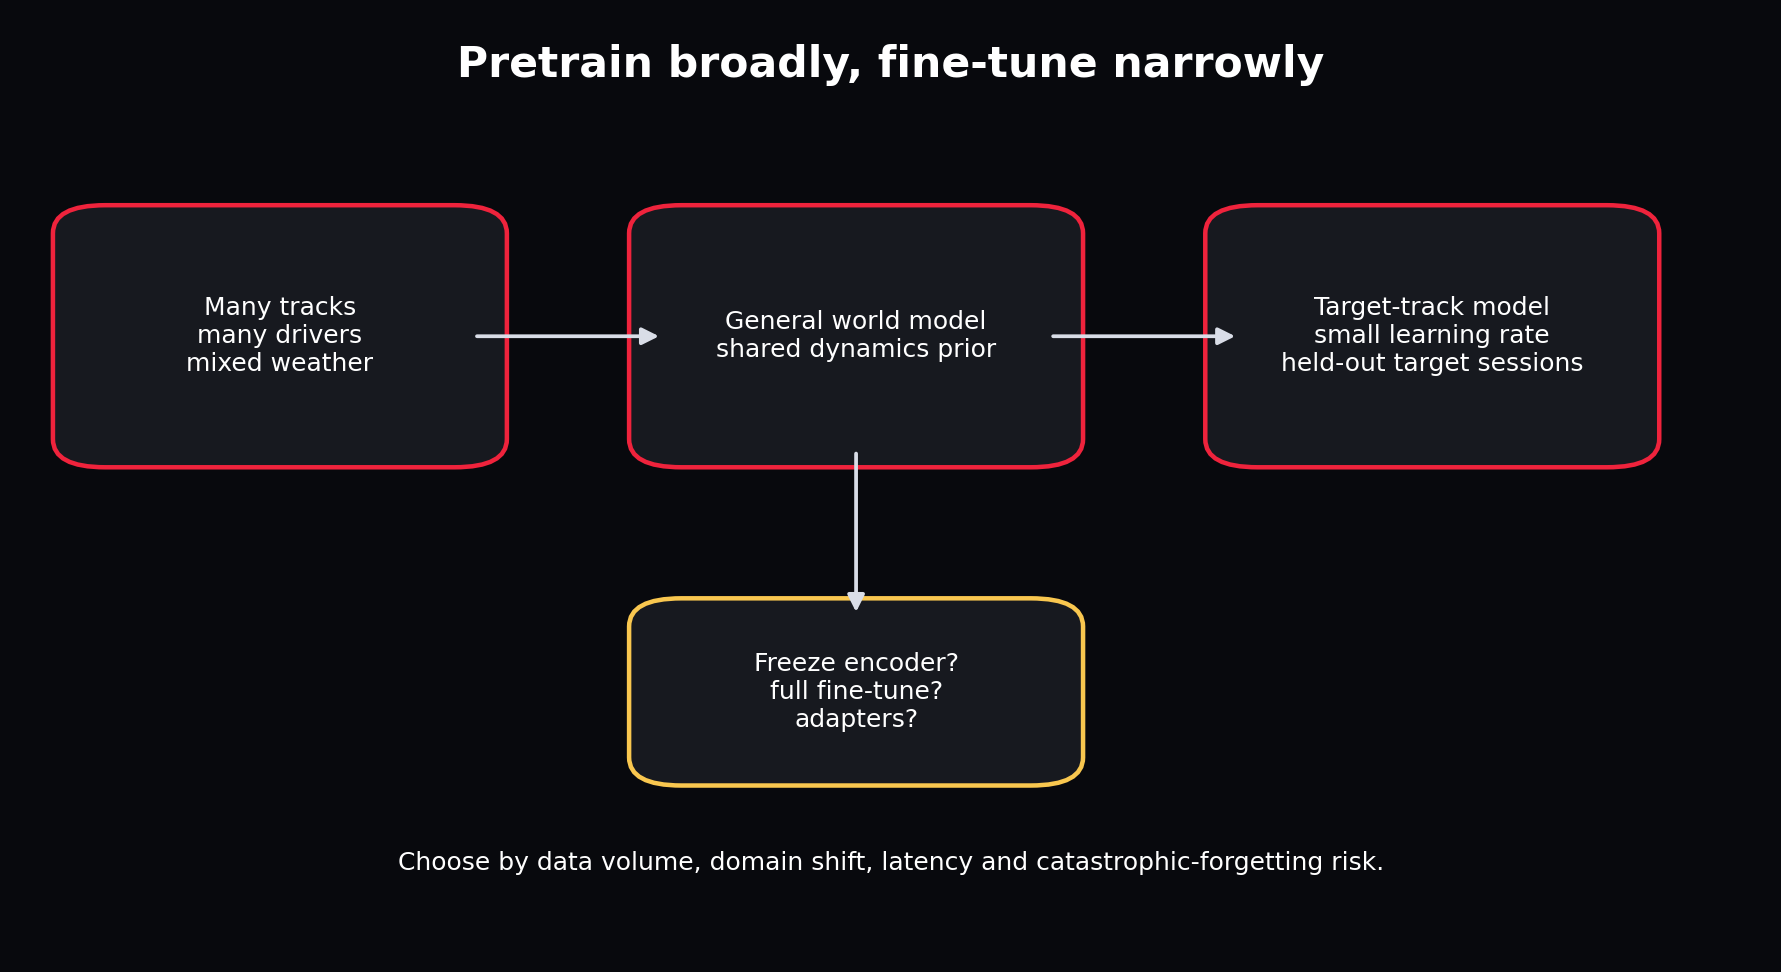 Pretrain broadly, fine-tune narrowly
Many tracks
many drivers
mixed weather
General world model
shared dynamics prior
Target-track model
small learning rate
held-out target sessions
Freeze encoder?
full fine-tune?
adapters?
Choose by data volume, domain shift, latency and catastrophic-forgetting risk.